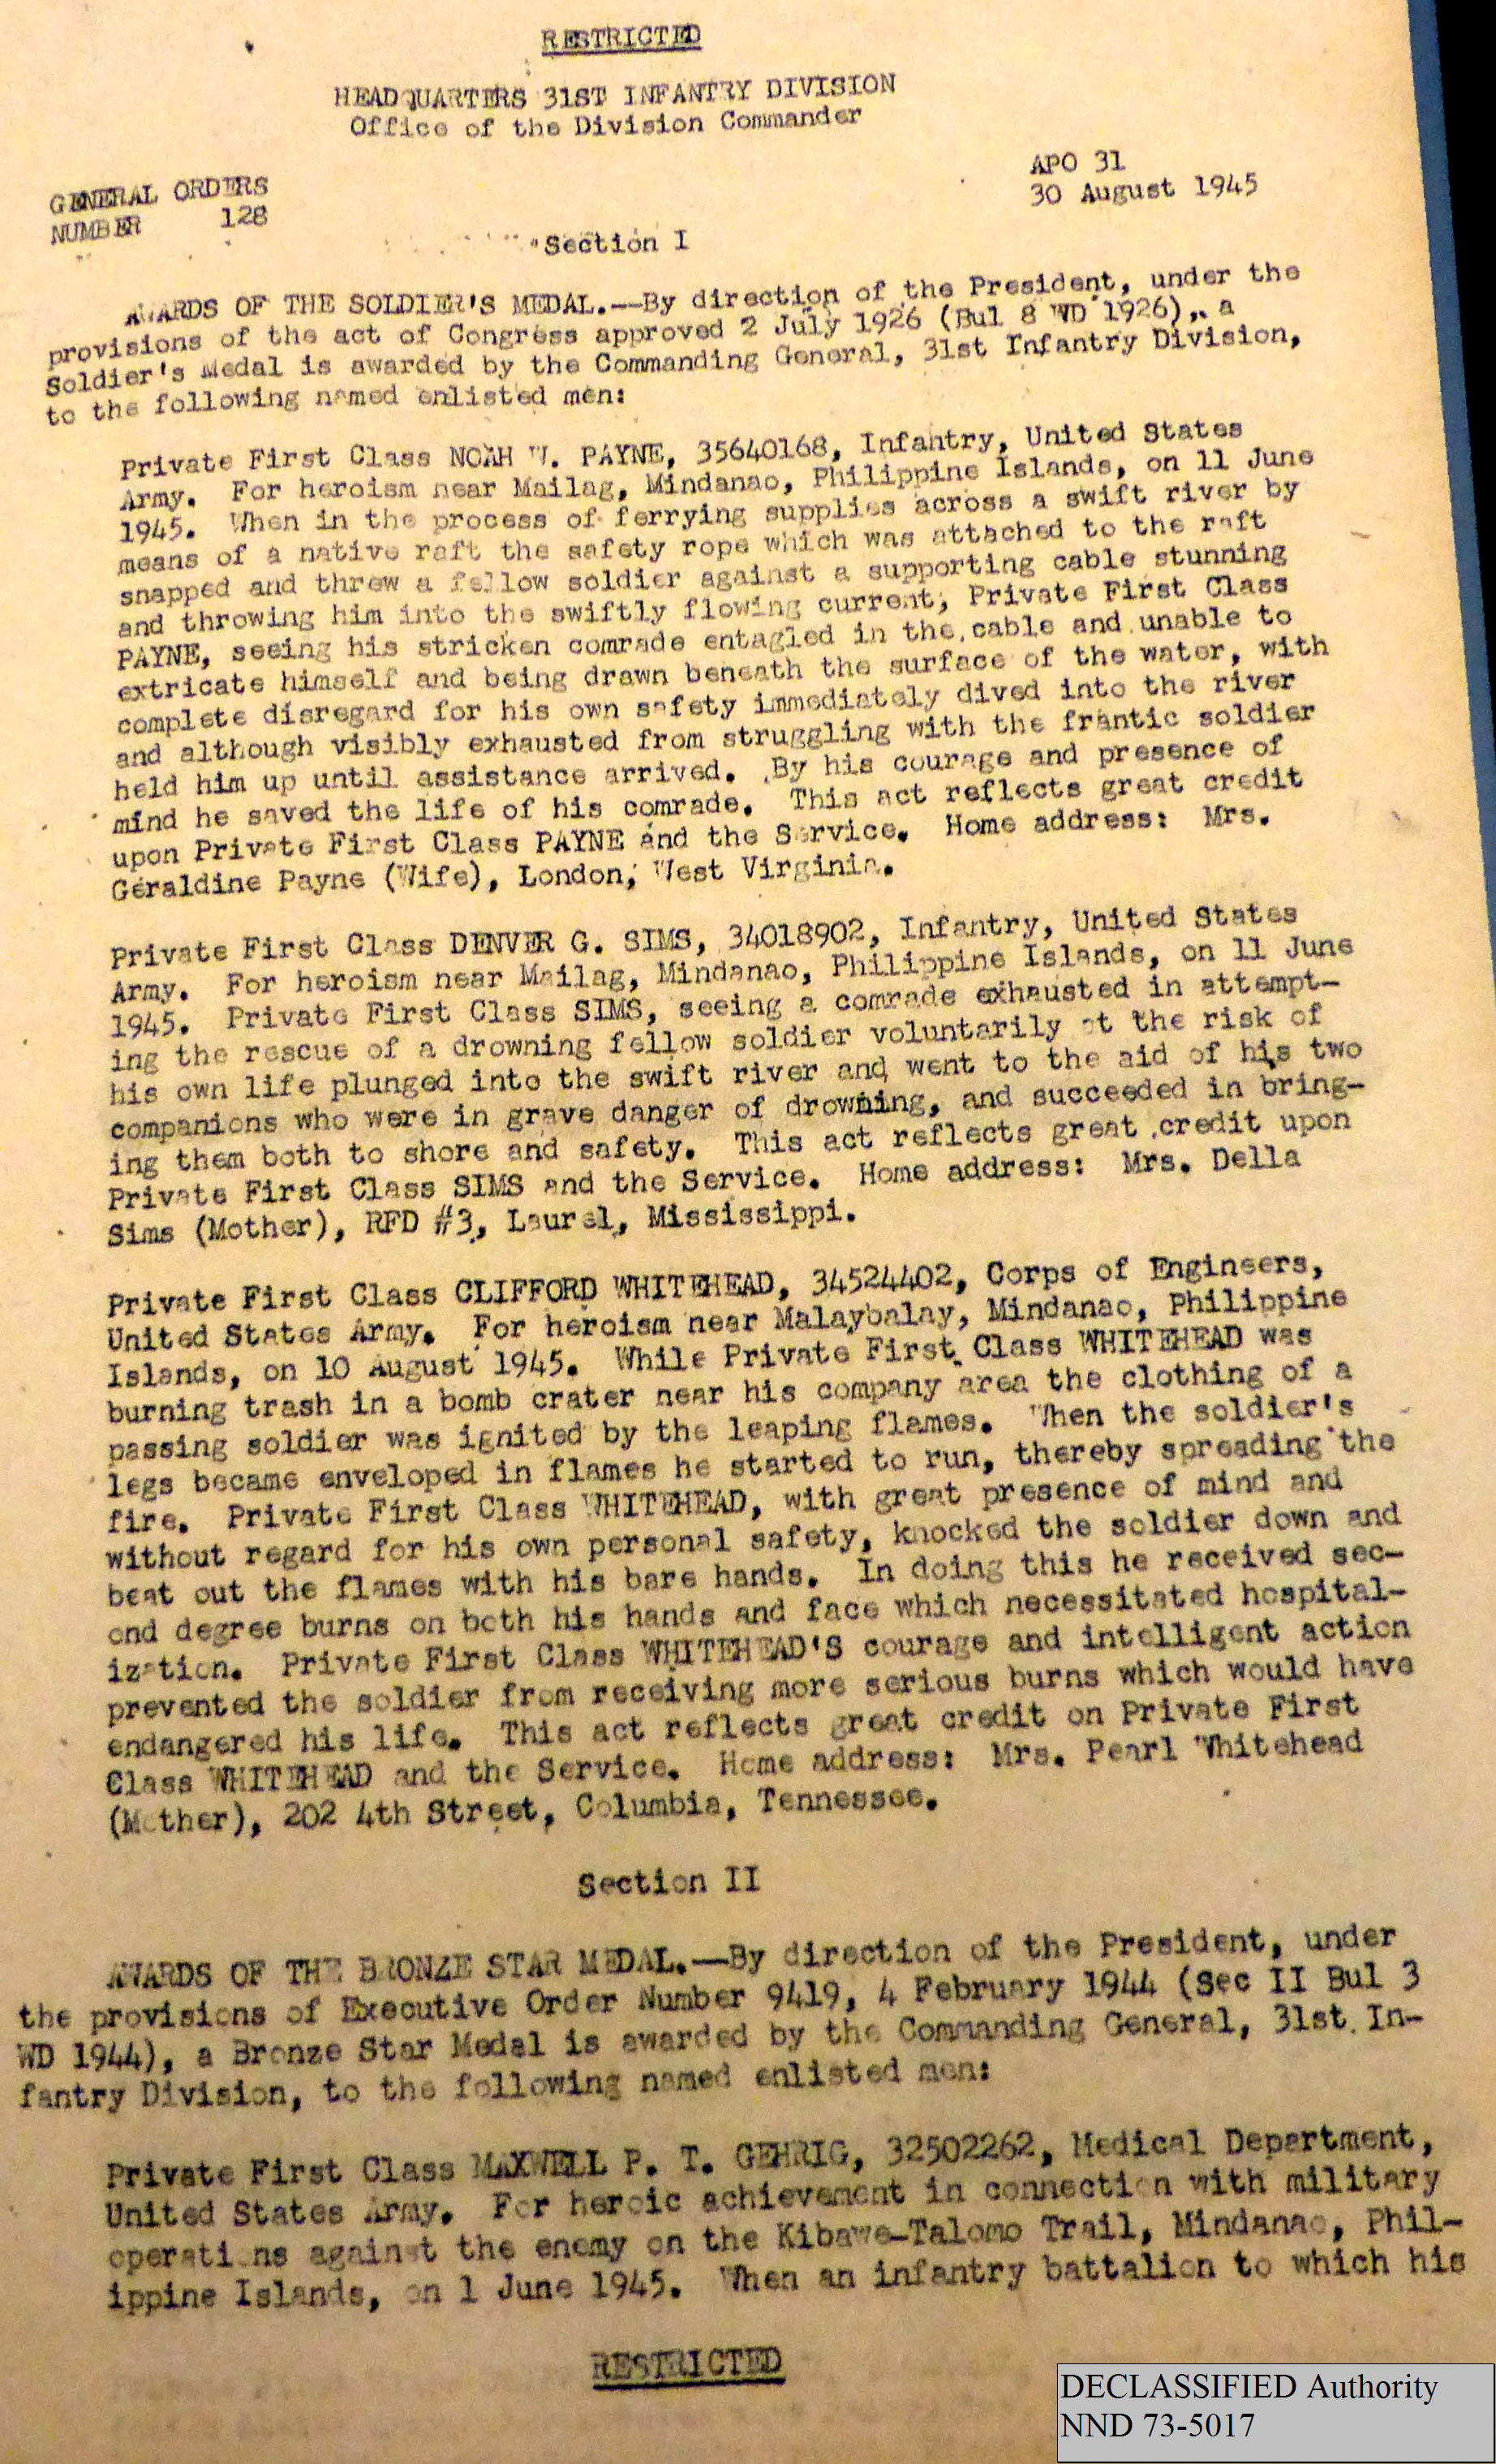 RESTRICTED
HEADQUARTERS 31ST INFANTRY DIVISION
Office of the Division Commander
APO 31
30 August 1945
GENERAL ORDERS
NUMBER 128
Section I
AWARDS OF THE SOLDIER'S MEDAL.--By direction of the President, under the
provisions of the act of Congress approved 2 July 1926 (Bul 8 WD 1926), a
Soldier's Medal is awarded by the Commanding General, 31st Infantry Division,
to the following named enlisted men:
Private First Class NOAH W. PAYNE, 35640168, Infantry, United States
Army. For heroism near Mailag, Mindanao, Philippine Islands, on 11 June
1945. When in the process of ferrying supplies across a swift river by
means of a native raft the safety rope which was attached to the raft
snapped and threw a fellow soldier against a supporting cable stunning
and throwing him into the swiftly flowing current, Private First Class
PAYNE, seeing his stricken comrade entagled in the cable and unable to
extricate himself and being drawn beneath the surface of the water, with
complete disregard for his own safety immediately dived into the river
and although visibly exhausted from struggling with the frantic soldier
held him up until assistance arrived. By his courage and presence of
mind he saved the life of his comrade. This act reflects great credit
upon Private First Class PAYNE and the Service. Home address: Mrs.
Geraldine Payne (Wife), London, West Virginia.
Private First Class DENVER G. SIMS, 34018902, Infantry, United States
Army. For heroism near Mailag, Mindanao, Philippine Islands, on 11 June
1945. Private First Class SIMS, seeing a comrade exhausted in attempt-
ing the rescue of a drowning fellow soldier voluntarily at the risk of
his own life plunged into the swift river and went to the aid of his two
companions who were in grave danger of drowning, and succeeded in bring-
ing them both to shore and safety. This act reflects great credit upon
Private First Class SIMS and the Service. Home address: Mrs. Della
Sims (Mother), RFD #3, Laurel, Mississippi.
Private First Class CLIFFORD WHITEHEAD, 34524402, Corps of Engineers,
United States Army. For heroism near Malaybalay, Mindanao, Philippine
Islands, on 10 August 1945. While Private First Class WHITEHEAD was
burning trash in a bomb crater near his company area the clothing of a
passing soldier was ignited by the leaping flames. When the soldier's
legs became enveloped in flames he started to run, thereby spreading the
fire. Private First Class WHITEHEAD, with great presence of mind and
without regard for his own personal safety, knocked the soldier down and
beat out the flames with his bare hands. In doing this he received sec-
ond degree burns on both his hands and face which necessitated hospital-
ization. Private First Class WHITEHEAD'S courage and intelligent action
prevented the soldier from receiving more serious burns which would have
endangered his life. This act reflects great credit on Private First
Class WHITEHEAD and the Service. Home address: Mrs. Pearl Whitehead
(Mother), 202 4th Street, Columbia, Tennessee.
Section II
AWARDS OF THE BRONZE STAR MEDAL.--By direction of the President, under
the provisions of Executive Order Number 9419, 4 February 1944 (Sec II Bul 3
WD 1944), a Bronze Star Medal is awarded by the Commanding General, 31st In-
fantry Division, to the following named enlisted men:
Private First Class MAXWELL P. T. GEHRIG, 32502262, Medical Department,
United States Army. For heroic achievement in connection with military
operations against the enemy on the Kibawe-Talomo Trail, Mindanao, Phil-
ippine Islands, on 1 June 1945. When an infantry battalion to which his
RESTRICTED
DECLASSIFIED Authority
NND 73-5017